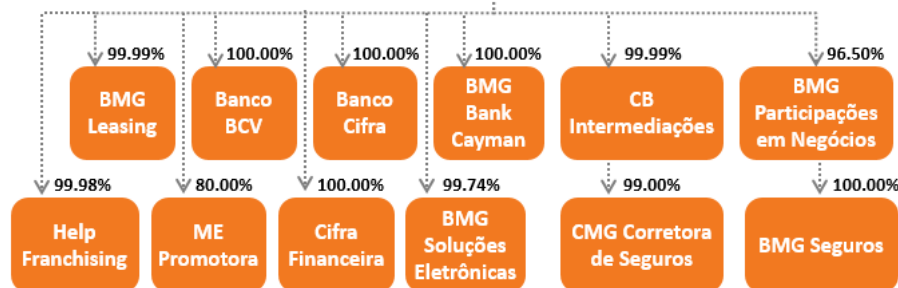 99.99%
100.00%
100.00%
100.00%
99.99%
96.50%
BMG
Leasing
Banco
BCV
Banco
Cifra
BMG
Bank
Cayman
CB
Intermediações
BMG
Participações
em Negócios
99.98%
80.00%
100.00%
99.74%
99.00%
100.00%
Help
Franchising
ME
Promotora
Cifra
Financeira
BMG
Soluções
Eletrônicas
CMG Corretora
de Seguros
BMG Seguros